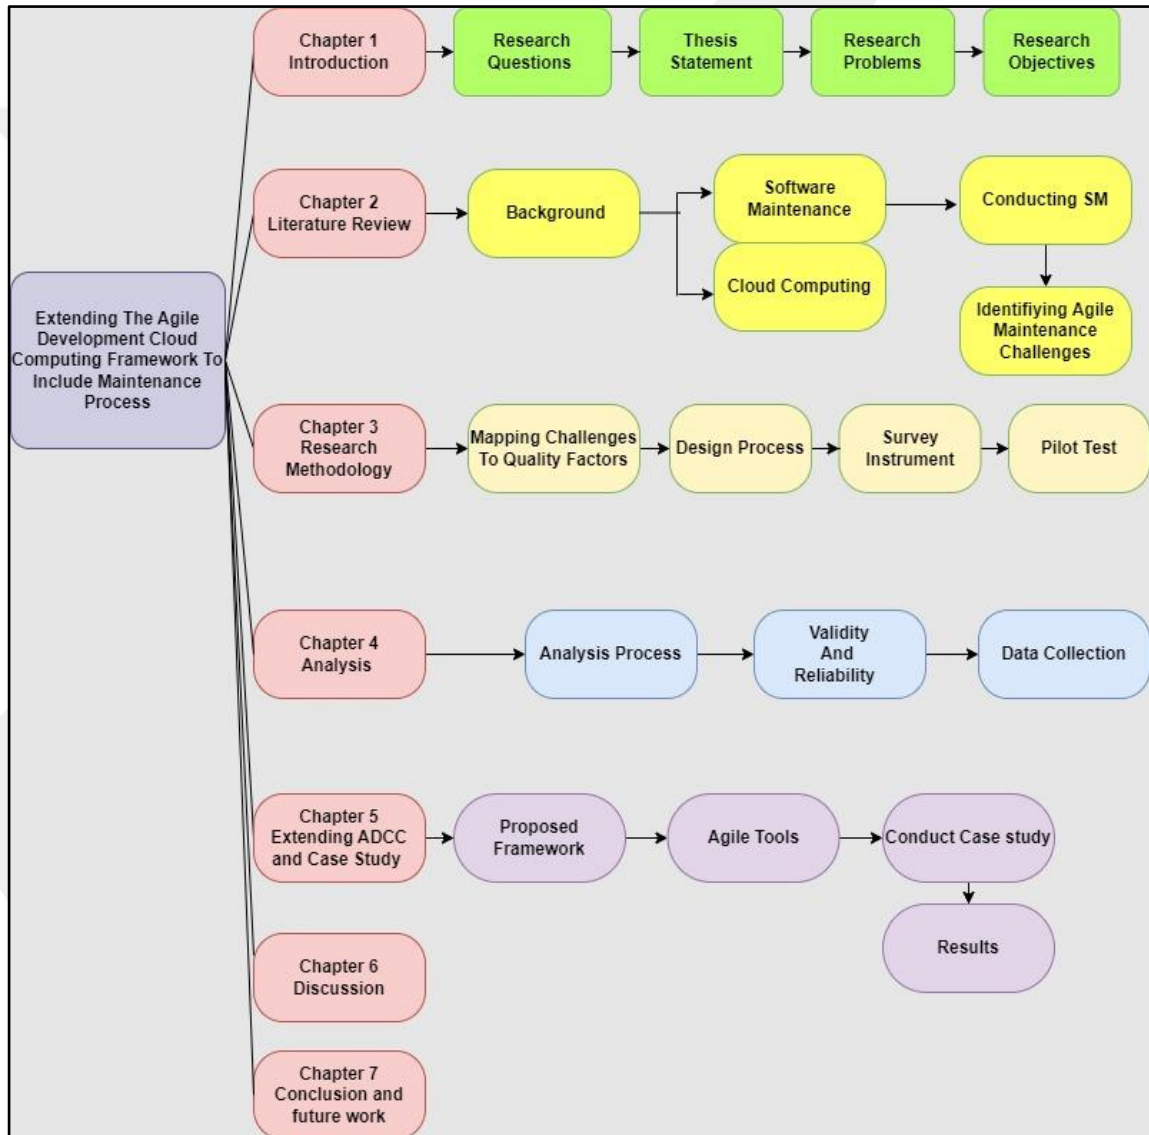 Chapter 1
Introduction
Research
Questions
Thesis
Statement
Research
Problems
Research
Objectives
Chapter 2
Literature Review
Background
Software
Maintenance
Cloud Computing
Conducting SM
Identifiying Agile
Maintenance
Challenges
Extending The Agile
Development Cloud
Computing Framework To
Include Maintenance
Process
Chapter 3
Research
Methodology
Mapping Challenges
To Quality Factors
Design Process
Survey
Instrument
Pilot Test
Chapter 4
Analysis
Analysis Process
Validity
And
Reliability
Data Collection
Chapter 5
Extending ADCC
and Case Study
Proposed
Framework
Agile Tools
Conduct Case study
Results
Chapter 6
Discussion
Chapter 7
Conclusion and
future work